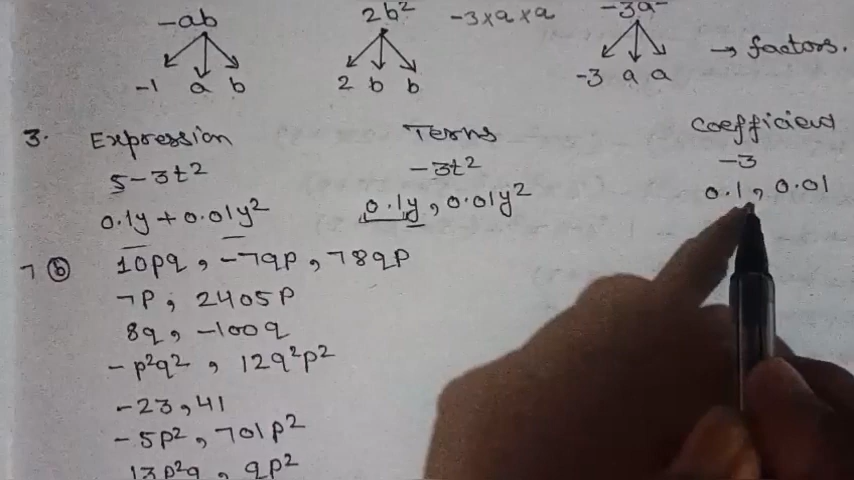 -ab 2b² -3×a×a -3a²
-1 a b 2 b b -3 a a → factors.
3. Expression Terms Coefficient
5-3t² -3t² -3
0.1y + 0.01y² 0.1y, 0.01y² 0.1, 0.01
7 (b) 10pq, -7qp, 78qp
7p, 2405p
8q, -100q
-p²q², 12q²p²
-23, 41
-5p², 701p²
13p²q, qp²